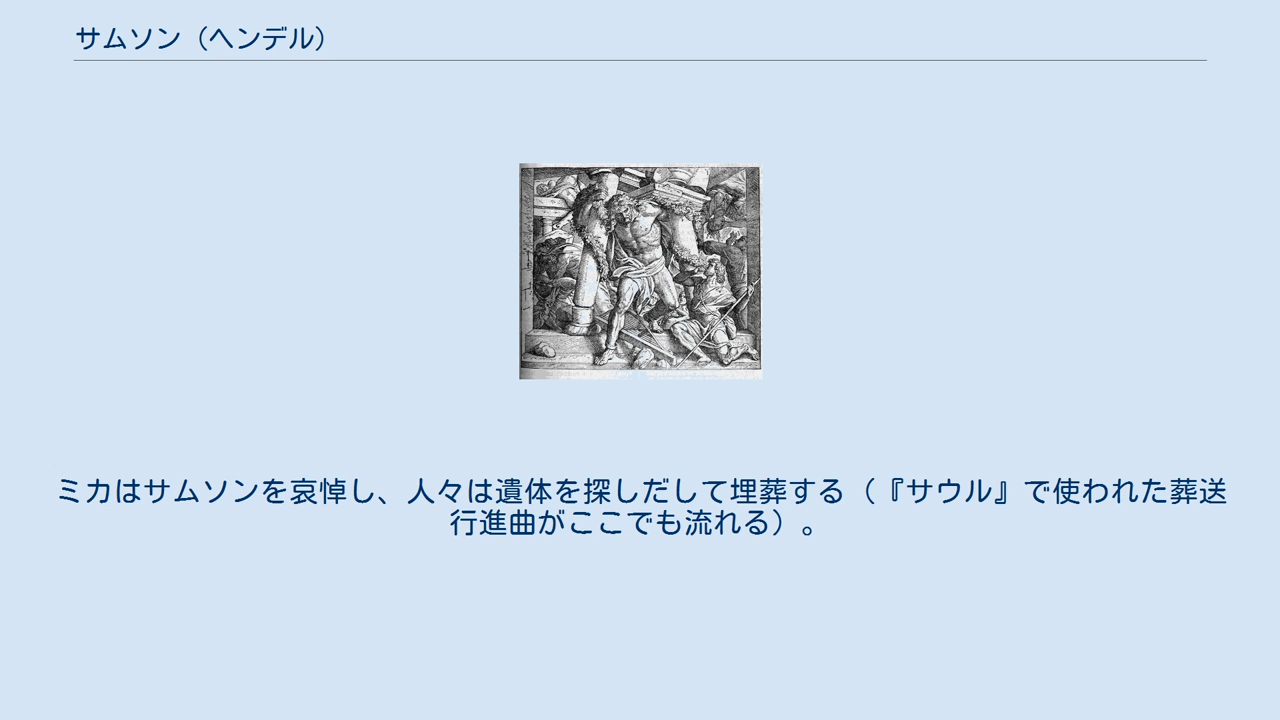 サムソン（ヘンデル）
ミカはサムソンを哀悼し、人々は遺体を探しだして埋葬する（『サウル』で使われた葬送
行進曲がここでも流れる）。